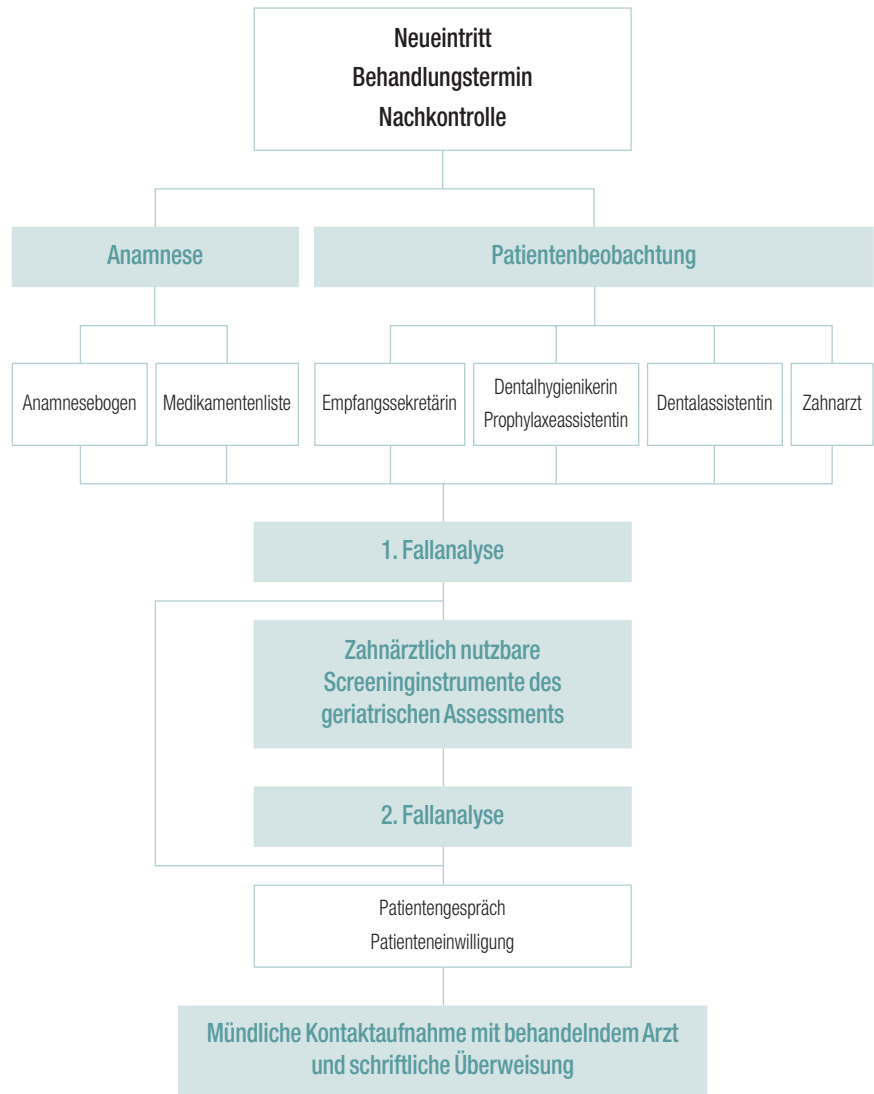 Neueintritt
Behandlungstermin
Nachkontrolle
Anamnese
Patientenbeobachtung
Anamnesebogen
Medikamentenliste
Empfangssekretärin
Dentalhygienikerin
Prophylaxeassistentin
Dentalassistentin
Zahnarzt
1. Fallanalyse
Zahnärztlich nutzbare
Screeninginstrumente des
geriatrischen Assessments
2. Fallanalyse
Patientengespräch
Patienteneinwilligung
Mündliche Kontaktaufnahme mit behandelndem Arzt
und schriftliche Überweisung